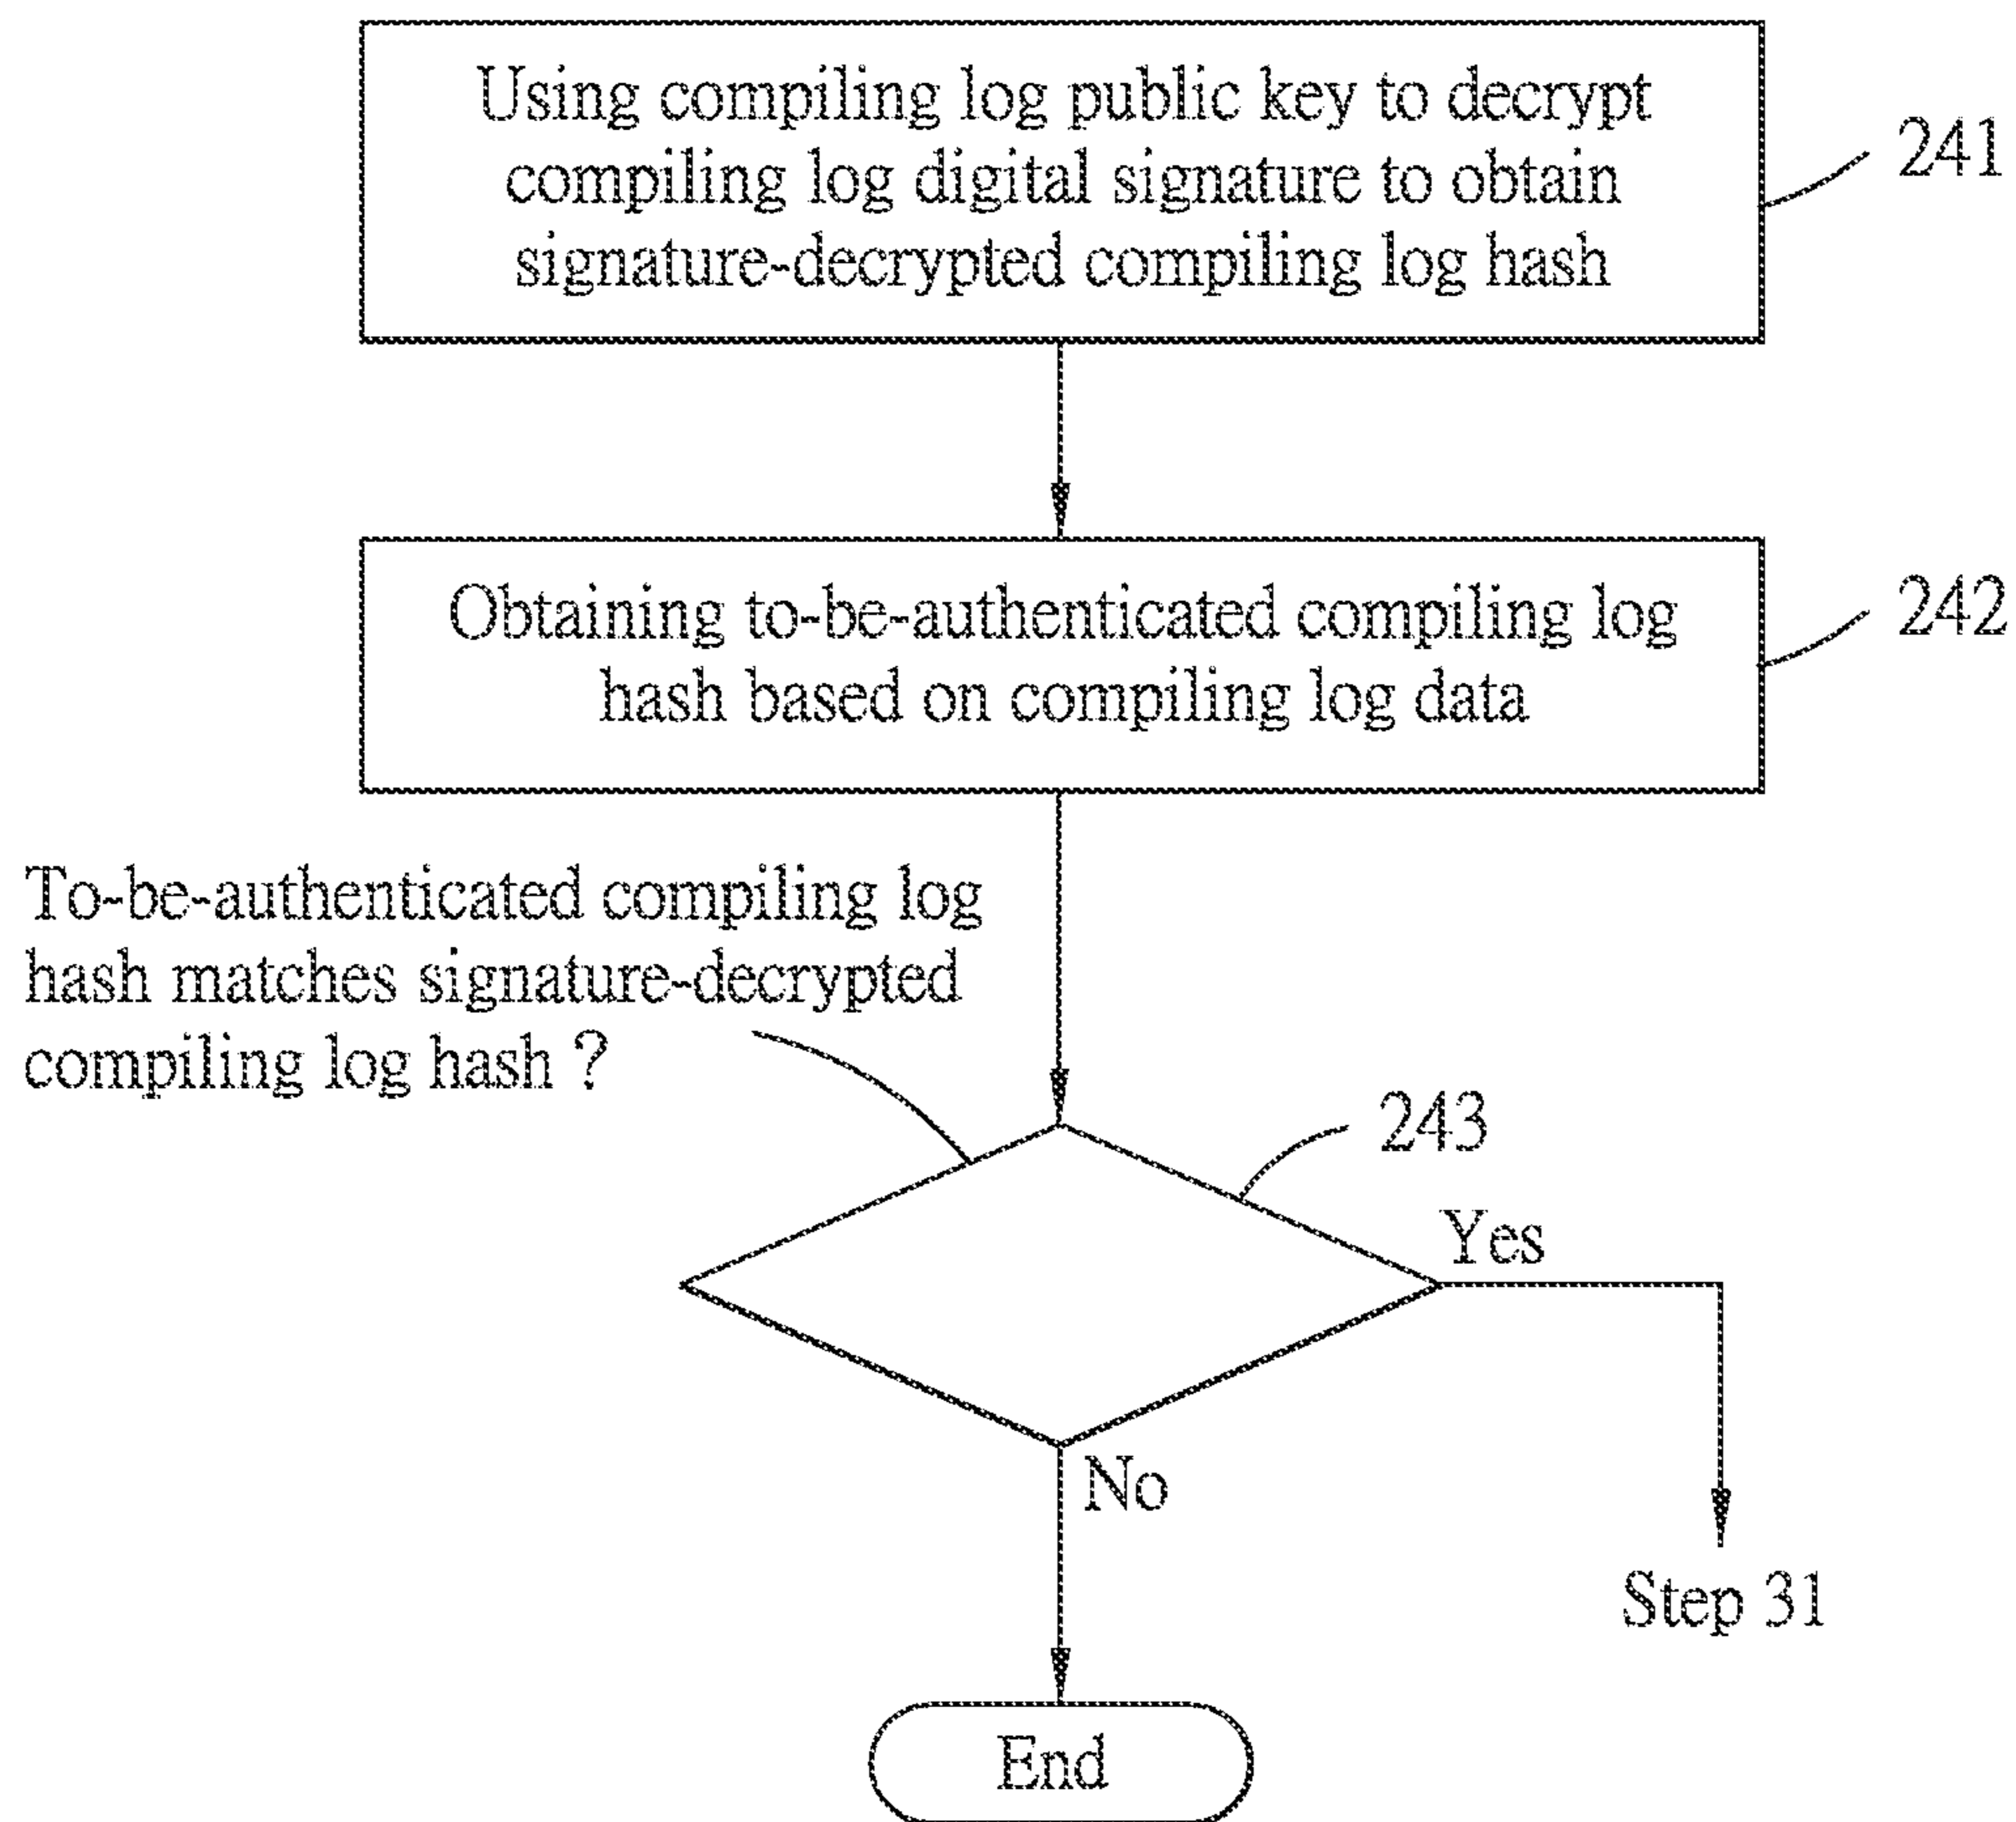 Using compiling log public key to decrypt
compiling log digital signature to obtain
signature-decrypted compiling log hash
241
Obtaining to-be-authenticated compiling log
hash based on compiling log data
242
To-be-authenticated compiling log
hash matches signature-decrypted
compiling log hash ?
243
Yes
No
Step 31
End